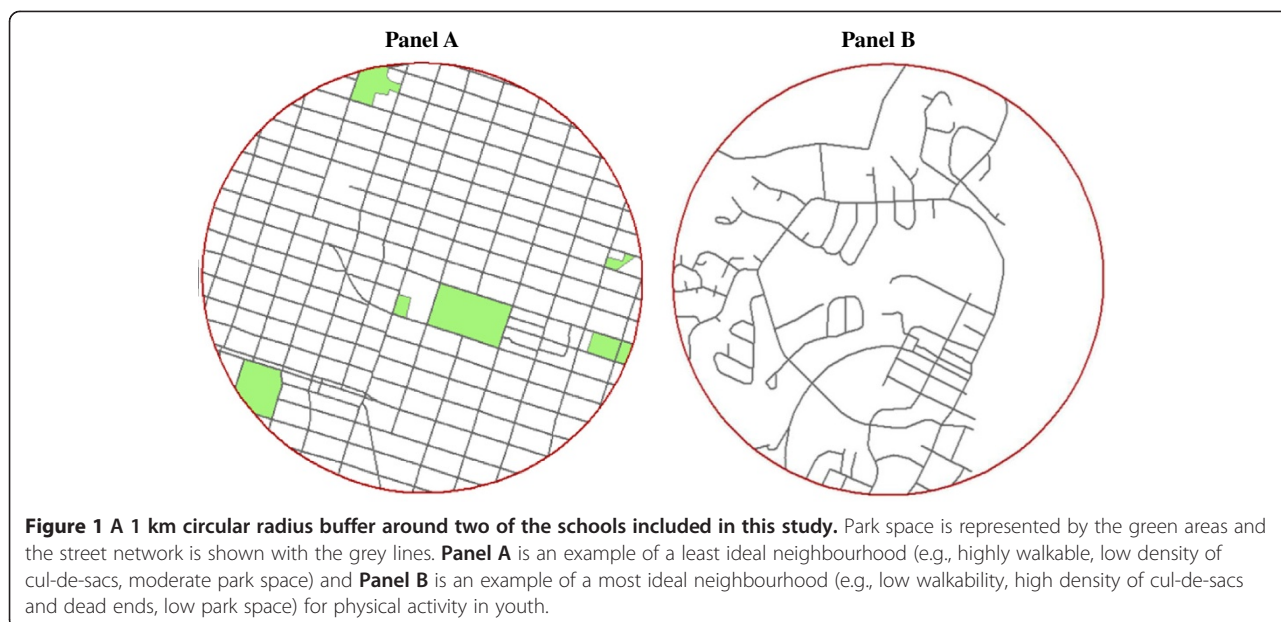 Panel A
Panel B
Figure 1 A 1 km circular radius buffer around two of the schools included in this study. Park space is represented by the green areas and
the street network is shown with the grey lines. Panel A is an example of a least ideal neighbourhood (e.g., highly walkable, low density of
cul-de-sacs, moderate park space) and Panel B is an example of a most ideal neighbourhood (e.g., low walkability, high density of cul-de-sacs
and dead ends, low park space) for physical activity in youth.